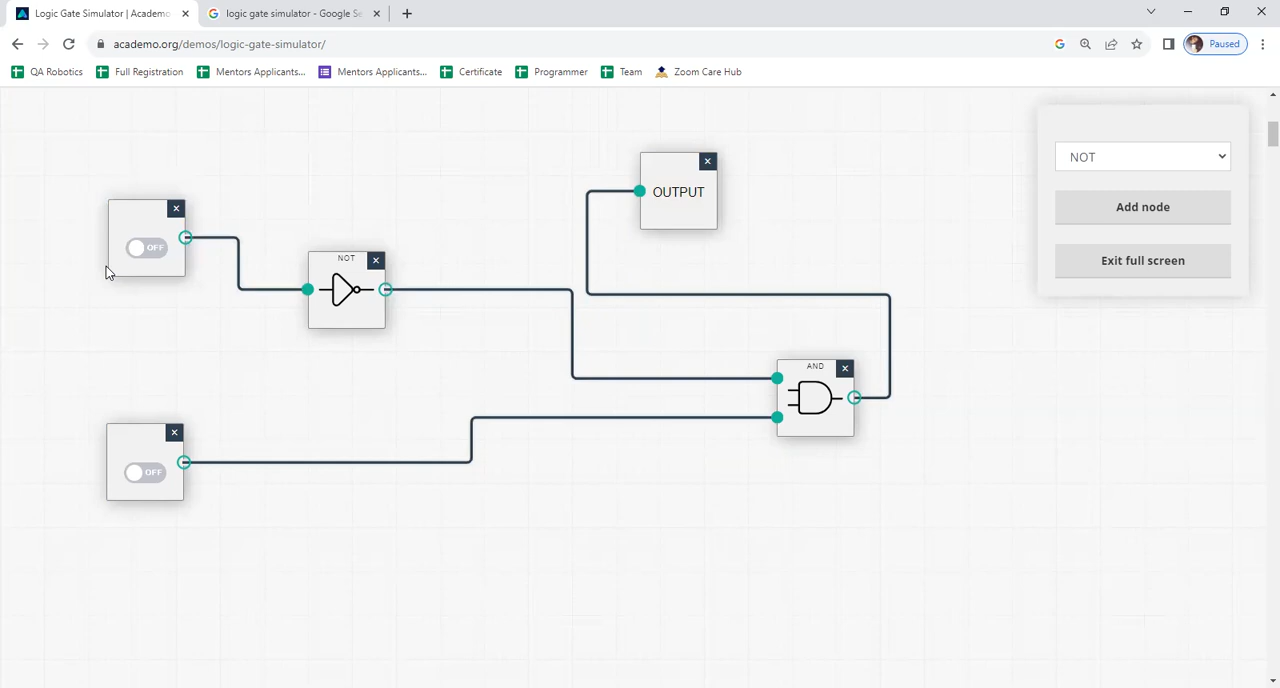 Logic Gate Simulator | Academo
logic gate simulator - Google Se
academo.org/demos/logic-gate-simulator/
Paused
QA Robotics
Full Registration
Mentors Applicants...
Mentors Applicants...
Certificate
Programmer
Team
Zoom Care Hub
NOT
Add node
Exit full screen
OUTPUT
OFF
NOT
AND
OFF